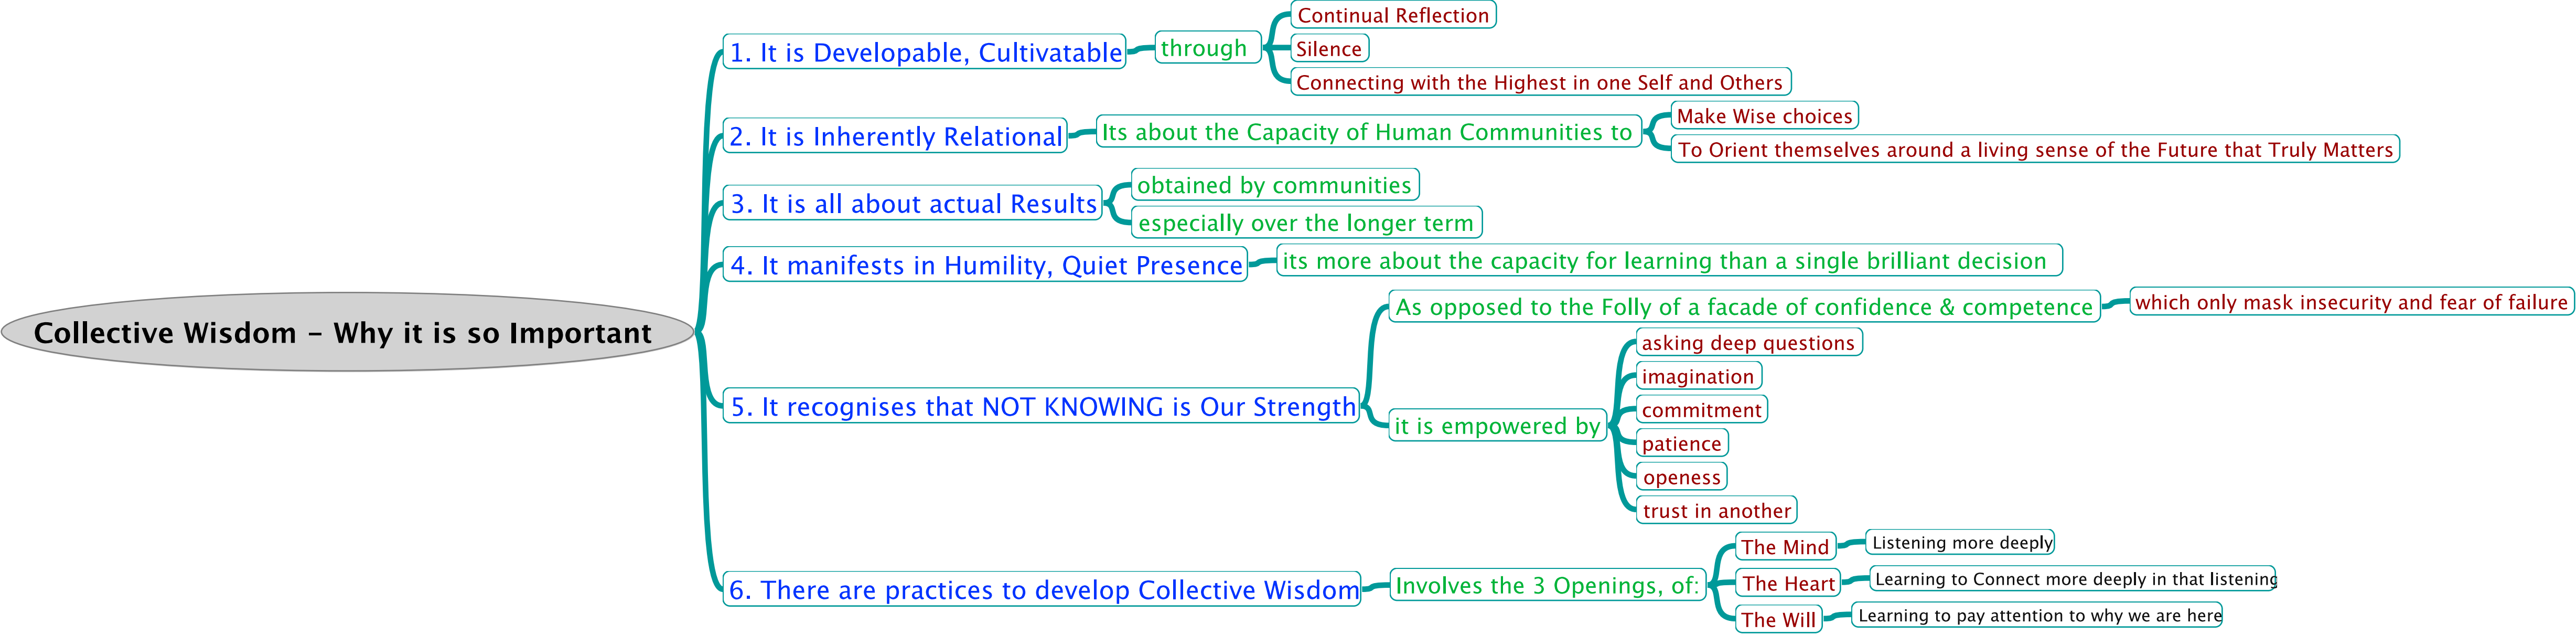 Collective Wisdom – Why it is so Important
1. It is Developable, Cultivatable
through
Continual Reflection
Silence
Connecting with the Highest in one Self and Others
2. It is Inherently Relational
Its about the Capacity of Human Communities to
Make Wise choices
To Orient themselves around a living sense of the Future that Truly Matters
3. It is all about actual Results
obtained by communities
especially over the longer term
4. It manifests in Humility, Quiet Presence
its more about the capacity for learning than a single brilliant decision
5. It recognises that NOT KNOWING is Our Strength
As opposed to the Folly of a facade of confidence & competence
which only mask insecurity and fear of failure
it is empowered by
asking deep questions
imagination
commitment
patience
openess
trust in another
6. There are practices to develop Collective Wisdom
Involves the 3 Openings, of:
The Mind
Listening more deeply
The Heart
Learning to Connect more deeply in that listening
The Will
Learning to pay attention to why we are here